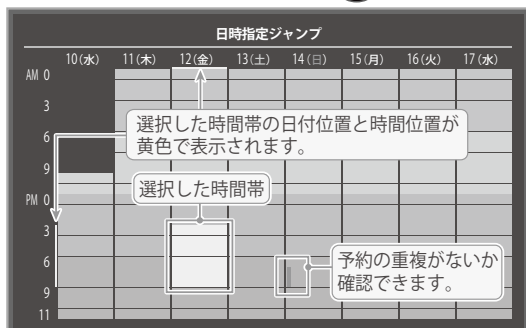 日時指定ジャンプ
10(水) 11(木) 12(金) 13(土) 14(日) 15(月) 16(火) 17(水)
AM 0
3
6
選択した時間帯の日付位置と時間位置が
黄色で表示されます。
9
選択した時間帯
PM 0
3
6
予約の重複がないか
確認できます。
9
11